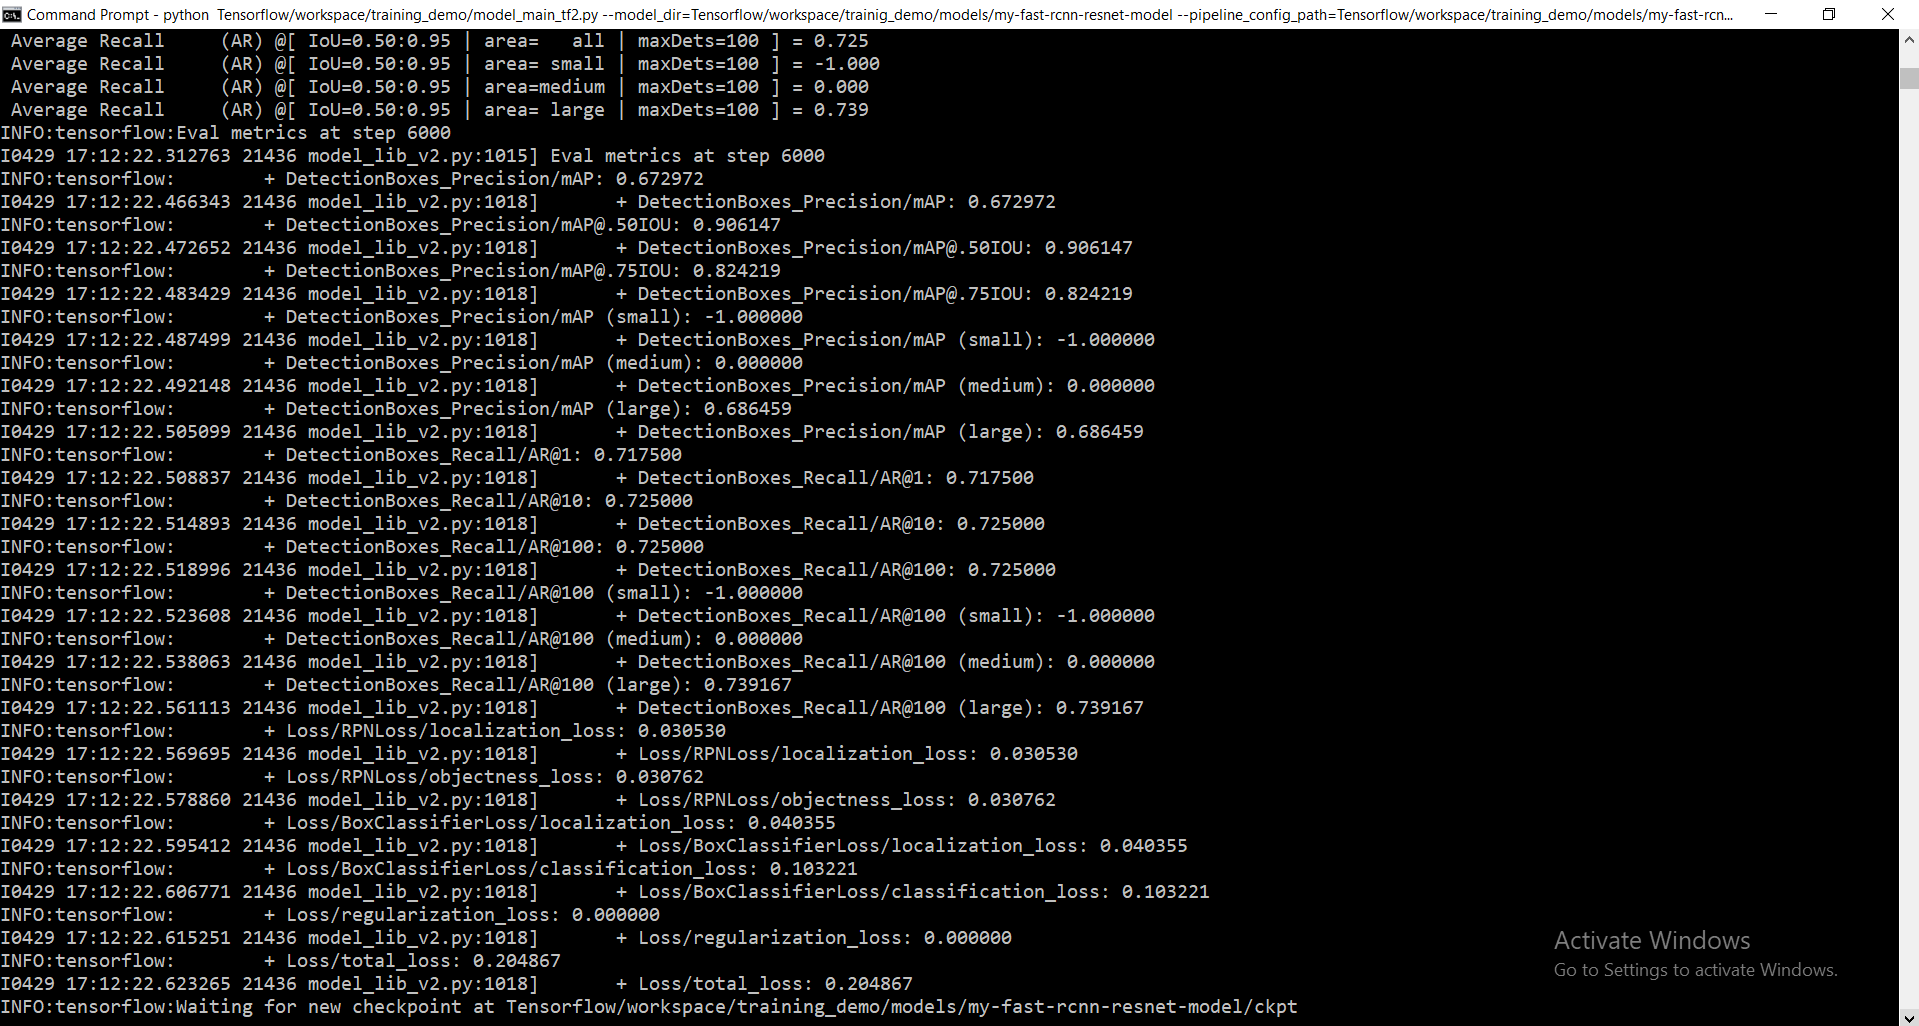 Command Prompt - python  Tensorflow/workspace/training_demo/model_main_tf2.py --model_dir=Tensorflow/workspace/trainig_demo/models/my-fast-rcnn-resnet-model --pipeline_config_path=Tensorflow/workspace/training_demo/models/my-fast-rcn...
 Average Recall     (AR) @[ IoU=0.50:0.95 | area=   all | maxDets=100 ] = 0.725
 Average Recall     (AR) @[ IoU=0.50:0.95 | area= small | maxDets=100 ] = -1.000
 Average Recall     (AR) @[ IoU=0.50:0.95 | area=medium | maxDets=100 ] = 0.000
 Average Recall     (AR) @[ IoU=0.50:0.95 | area= large | maxDets=100 ] = 0.739
INFO:tensorflow:Eval metrics at step 6000
I0429 17:12:22.312763 21436 model_lib_v2.py:1015] Eval metrics at step 6000
INFO:tensorflow:        + DetectionBoxes_Precision/mAP: 0.672972
I0429 17:12:22.466343 21436 model_lib_v2.py:1018]       + DetectionBoxes_Precision/mAP: 0.672972
INFO:tensorflow:        + DetectionBoxes_Precision/mAP@.50IOU: 0.906147
I0429 17:12:22.472652 21436 model_lib_v2.py:1018]       + DetectionBoxes_Precision/mAP@.50IOU: 0.906147
INFO:tensorflow:        + DetectionBoxes_Precision/mAP@.75IOU: 0.824219
I0429 17:12:22.483429 21436 model_lib_v2.py:1018]       + DetectionBoxes_Precision/mAP@.75IOU: 0.824219
INFO:tensorflow:        + DetectionBoxes_Precision/mAP (small): -1.000000
I0429 17:12:22.487499 21436 model_lib_v2.py:1018]       + DetectionBoxes_Precision/mAP (small): -1.000000
INFO:tensorflow:        + DetectionBoxes_Precision/mAP (medium): 0.000000
I0429 17:12:22.492148 21436 model_lib_v2.py:1018]       + DetectionBoxes_Precision/mAP (medium): 0.000000
INFO:tensorflow:        + DetectionBoxes_Precision/mAP (large): 0.686459
I0429 17:12:22.505099 21436 model_lib_v2.py:1018]       + DetectionBoxes_Precision/mAP (large): 0.686459
INFO:tensorflow:        + DetectionBoxes_Recall/AR@1: 0.717500
I0429 17:12:22.508837 21436 model_lib_v2.py:1018]       + DetectionBoxes_Recall/AR@1: 0.717500
INFO:tensorflow:        + DetectionBoxes_Recall/AR@10: 0.725000
I0429 17:12:22.514893 21436 model_lib_v2.py:1018]       + DetectionBoxes_Recall/AR@10: 0.725000
INFO:tensorflow:        + DetectionBoxes_Recall/AR@100: 0.725000
I0429 17:12:22.518996 21436 model_lib_v2.py:1018]       + DetectionBoxes_Recall/AR@100: 0.725000
INFO:tensorflow:        + DetectionBoxes_Recall/AR@100 (small): -1.000000
I0429 17:12:22.523608 21436 model_lib_v2.py:1018]       + DetectionBoxes_Recall/AR@100 (small): -1.000000
INFO:tensorflow:        + DetectionBoxes_Recall/AR@100 (medium): 0.000000
I0429 17:12:22.538063 21436 model_lib_v2.py:1018]       + DetectionBoxes_Recall/AR@100 (medium): 0.000000
INFO:tensorflow:        + DetectionBoxes_Recall/AR@100 (large): 0.739167
I0429 17:12:22.561113 21436 model_lib_v2.py:1018]       + DetectionBoxes_Recall/AR@100 (large): 0.739167
INFO:tensorflow:        + Loss/RPNLoss/localization_loss: 0.030530
I0429 17:12:22.569695 21436 model_lib_v2.py:1018]       + Loss/RPNLoss/localization_loss: 0.030530
INFO:tensorflow:        + Loss/RPNLoss/objectness_loss: 0.030762
I0429 17:12:22.578860 21436 model_lib_v2.py:1018]       + Loss/RPNLoss/objectness_loss: 0.030762
INFO:tensorflow:        + Loss/BoxClassifierLoss/localization_loss: 0.040355
I0429 17:12:22.595412 21436 model_lib_v2.py:1018]       + Loss/BoxClassifierLoss/localization_loss: 0.040355
INFO:tensorflow:        + Loss/BoxClassifierLoss/classification_loss: 0.103221
I0429 17:12:22.606771 21436 model_lib_v2.py:1018]       + Loss/BoxClassifierLoss/classification_loss: 0.103221
INFO:tensorflow:        + Loss/regularization_loss: 0.000000
I0429 17:12:22.615251 21436 model_lib_v2.py:1018]       + Loss/regularization_loss: 0.000000
INFO:tensorflow:        + Loss/total_loss: 0.204867
I0429 17:12:22.623265 21436 model_lib_v2.py:1018]       + Loss/total_loss: 0.204867
INFO:tensorflow:Waiting for new checkpoint at Tensorflow/workspace/training_demo/models/my-fast-rcnn-resnet-model/ckpt
Activate Windows
Go to Settings to activate Windows.